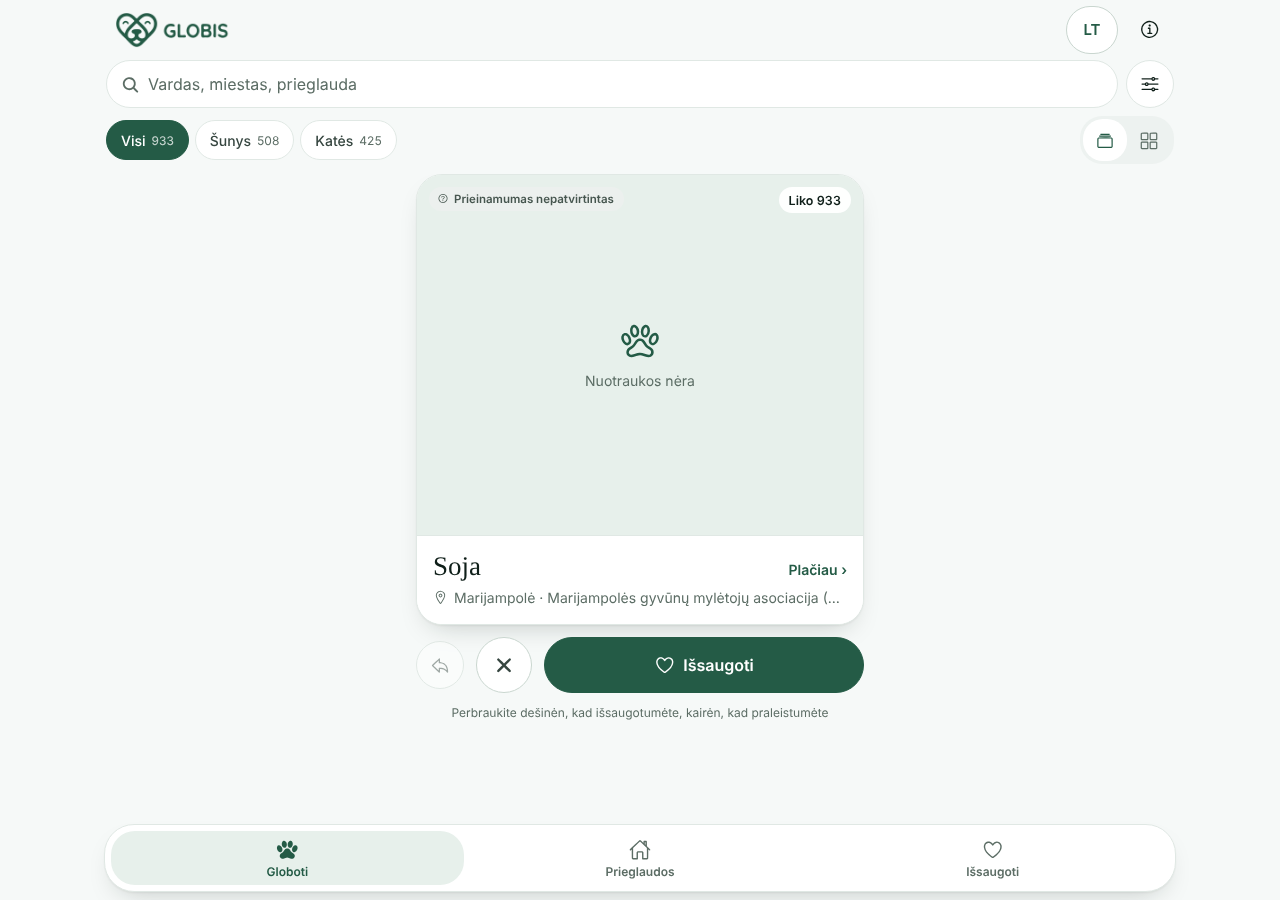 GLOBIS
LT
Vardas, miestas, prieglauda
Visi 933
Šunys 508
Katės 425
Prieinamumas nepatvirtintas
Liko 933
Nuotraukos nėra
Soja
Plačiau ›
Marijampolė · Marijampolės gyvūnų mylėtojų asociacija (...
Išsaugoti
Perbraukite dešinėn, kad išsaugotumėte, kairėn, kad praleistumėte
Globoti
Prieglaudos
Išsaugoti